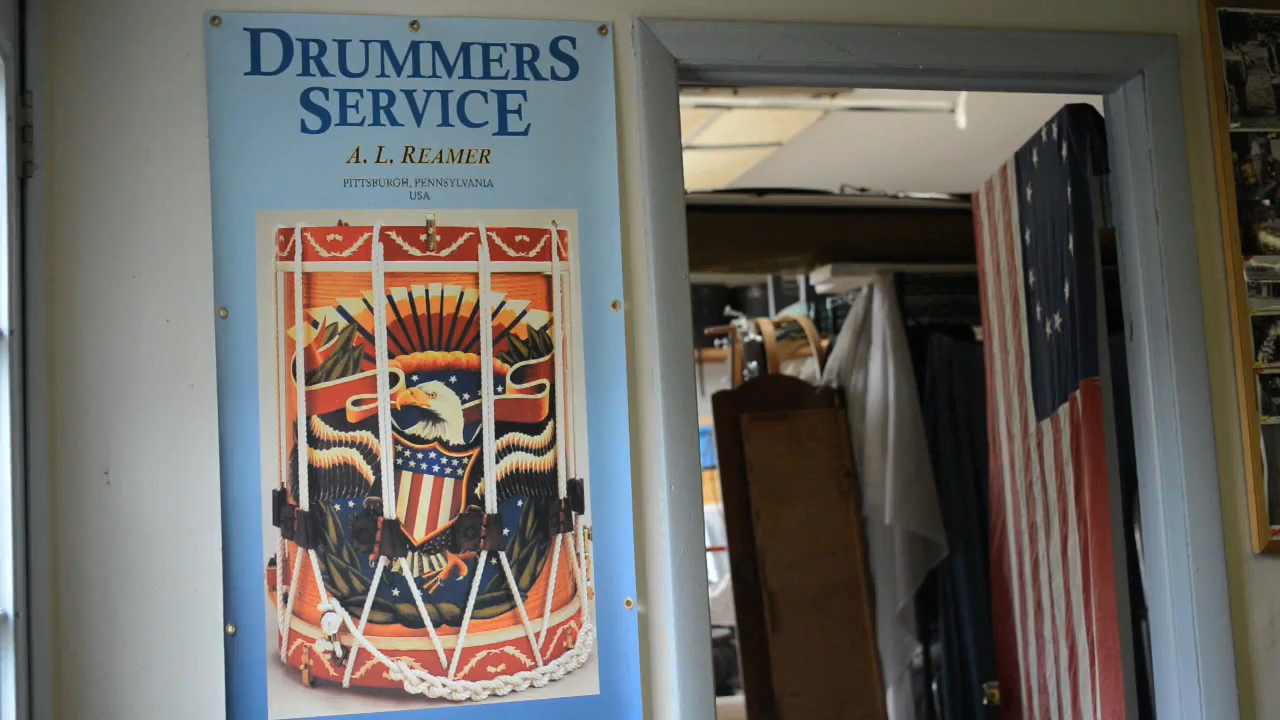 DRUMMERS
SERVICE
A. L. REAMER
PITTSBURGH, PENNSYLVANIA
USA